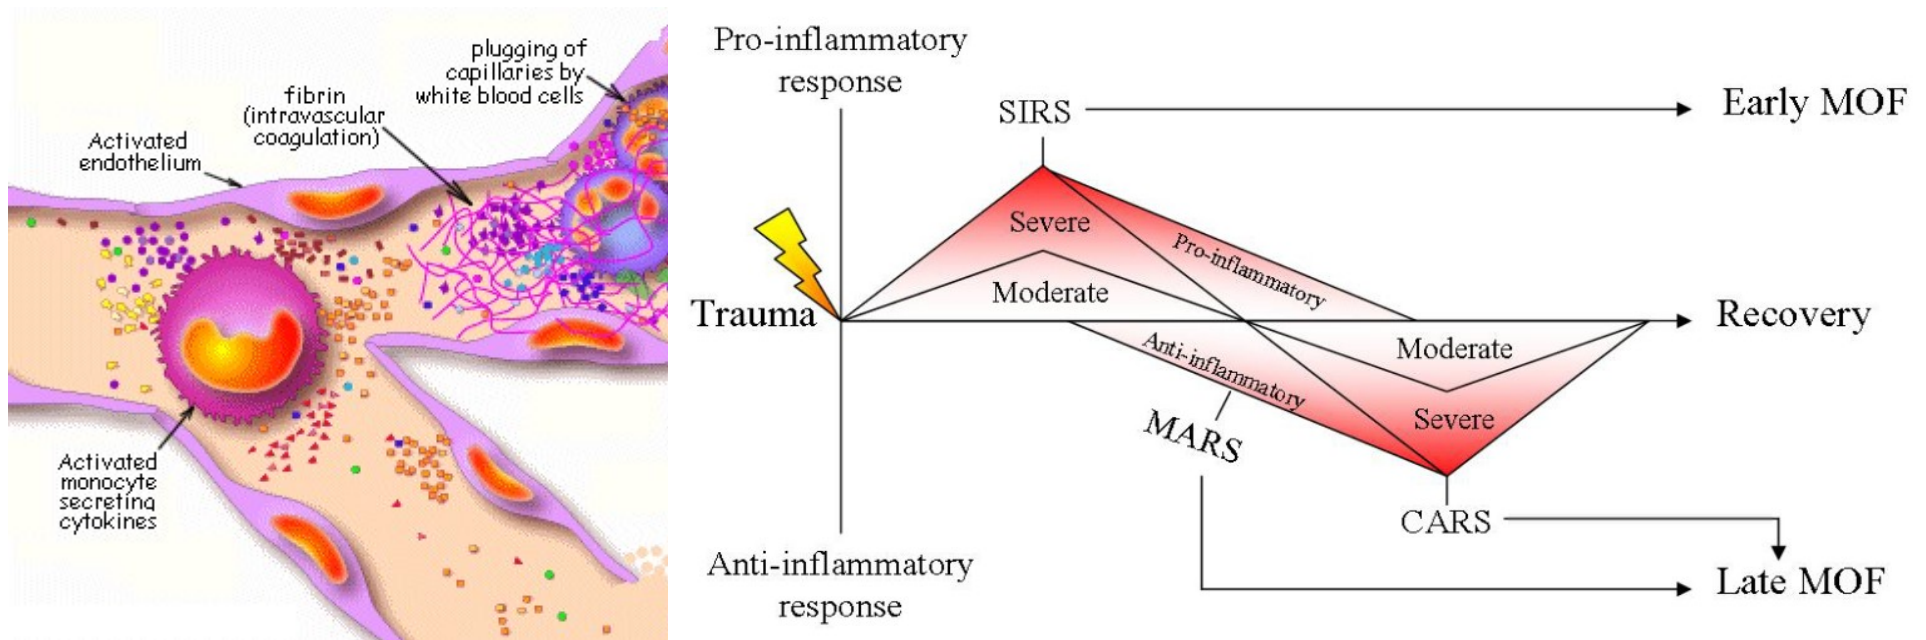 plugging of
capillaries by
white blood cells
fibrin
(intravascular
coagulation)
Activated
endothelium
Activated
monocyte
secreting
cytokines
Pro-inflammatory
response
SIRS
Early MOF
Severe
Pro-inflammatory
Moderate
Trauma
Recovery
Anti-inflammatory
Moderate
MARS
Severe
CARS
Anti-inflammatory
response
Late MOF